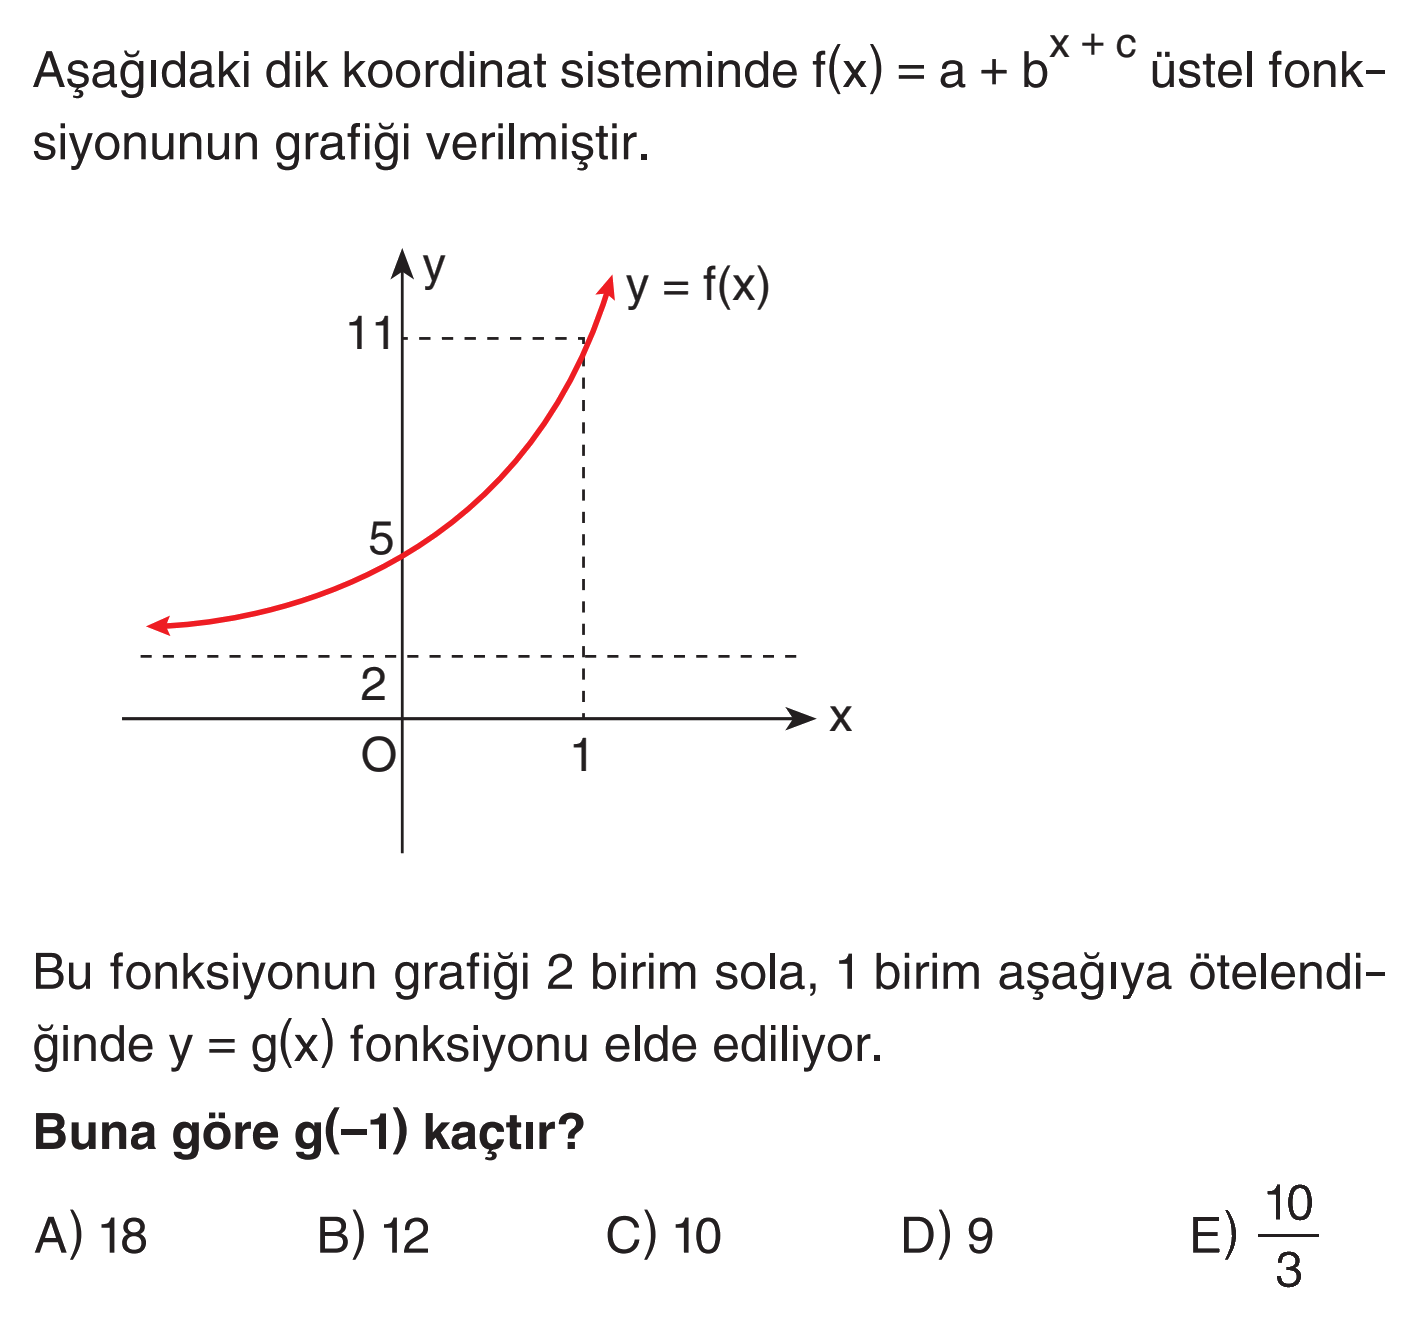 Aşağıdaki dik koordinat sisteminde f(x) = a + b^(x + c) üstel fonk-
siyonunun grafiği verilmiştir.
y
y = f(x)
11
5
2
x
O
1
Bu fonksiyonun grafiği 2 birim sola, 1 birim aşağıya ötelendi-
ğinde y = g(x) fonksiyonu elde ediliyor.
Buna göre g(–1) kaçtır?
A) 18 B) 12 C) 10 D) 9 E) 10/3